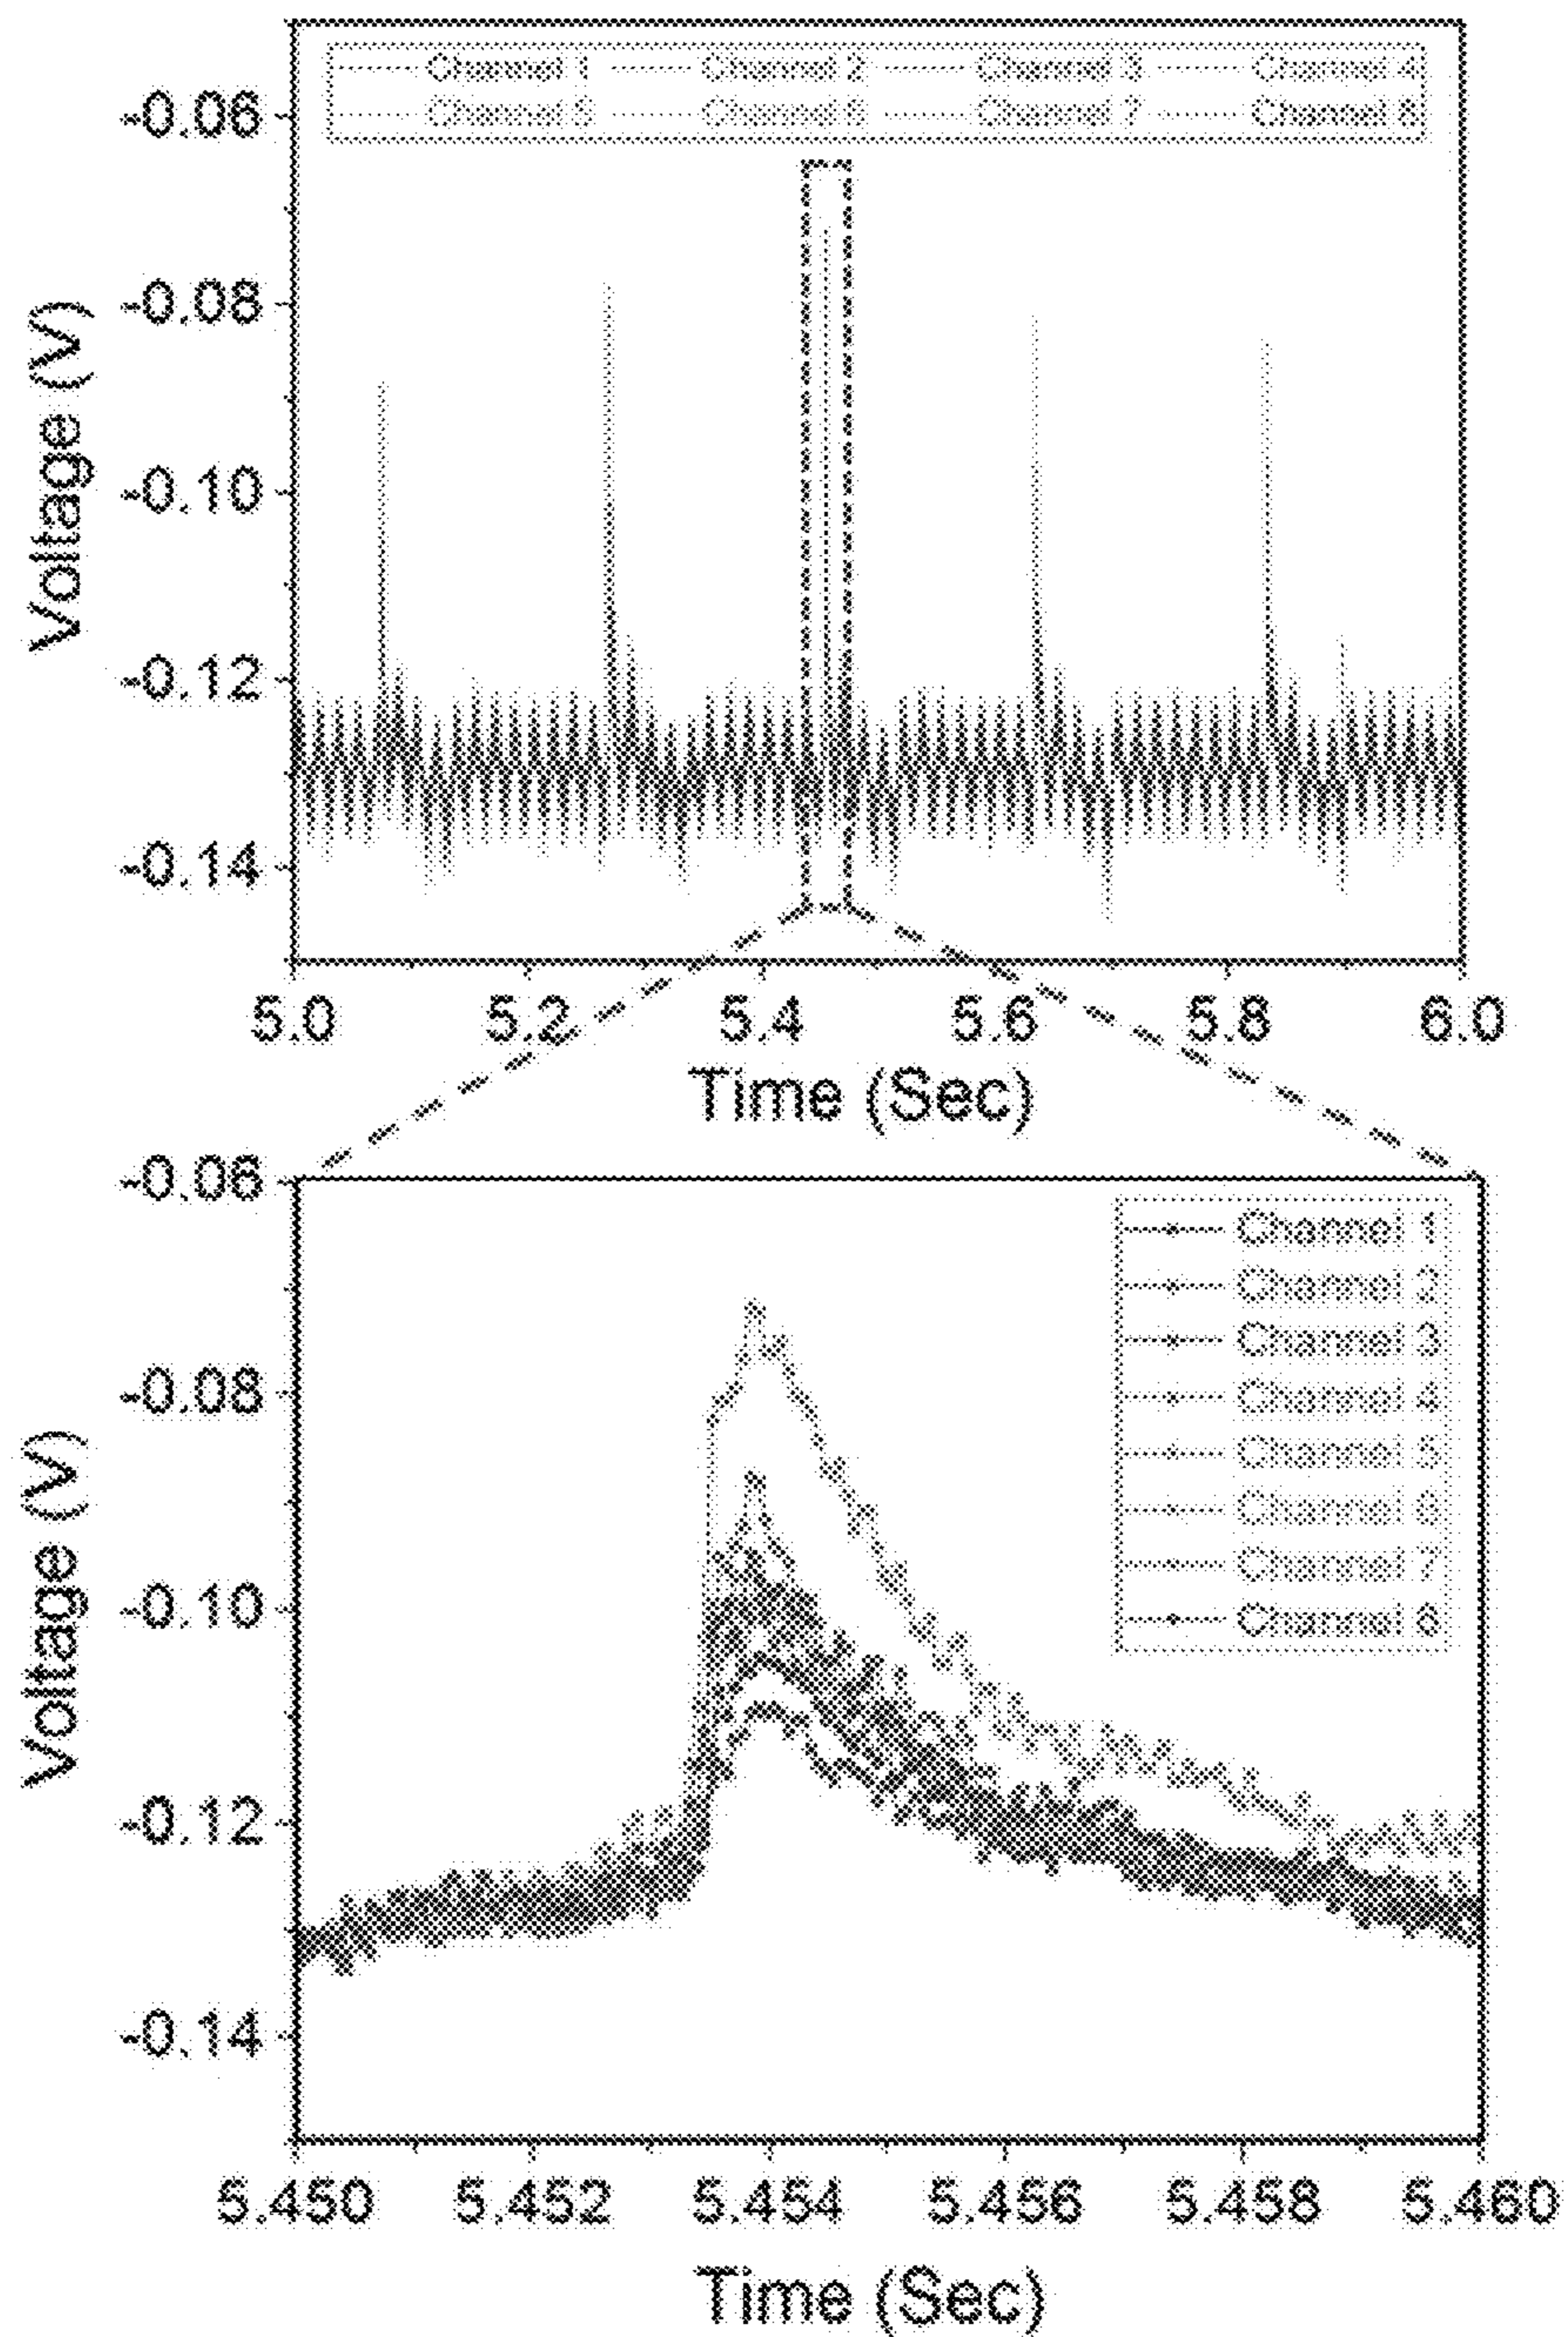 Channel 1 Channel 2 Channel 3 Channel 4
Channel 5 Channel 6 Channel 7 Channel 8
Voltage (V)
-0.06
-0.08
-0.10
-0.12
-0.14
5.0 5.2 5.4 5.6 5.8 6.0
Time (Sec)
Voltage (V)
-0.06
-0.08
-0.10
-0.12
-0.14
Channel 1
Channel 2
Channel 3
Channel 4
Channel 5
Channel 6
Channel 7
Channel 8
5.450 5.452 5.454 5.456 5.458 5.460
Time (Sec)